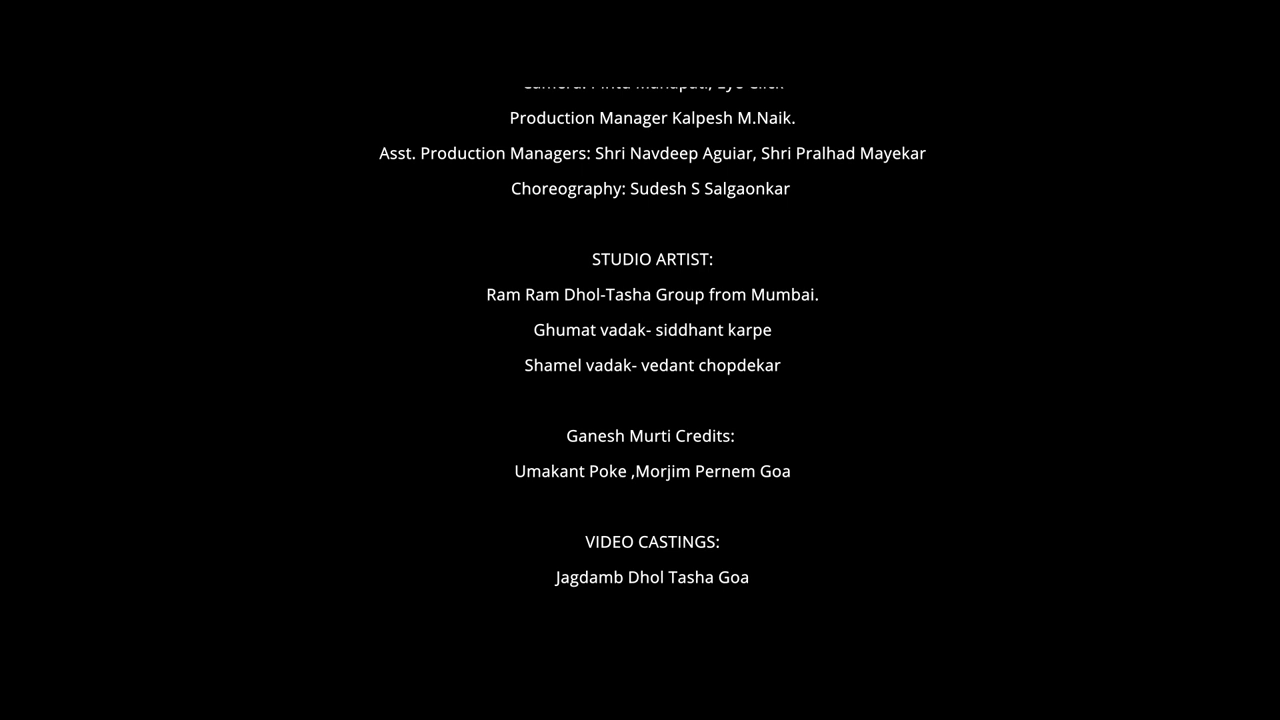 Production Manager Kalpesh M.Naik.
Asst. Production Managers: Shri Navdeep Aguiar, Shri Pralhad Mayekar
Choreography: Sudesh S Salgaonkar
STUDIO ARTIST:
Ram Ram Dhol-Tasha Group from Mumbai.
Ghumat vadak- siddhant karpe
Shamel vadak- vedant chopdekar
Ganesh Murti Credits:
Umakant Poke ,Morjim Pernem Goa
VIDEO CASTINGS:
Jagdamb Dhol Tasha Goa